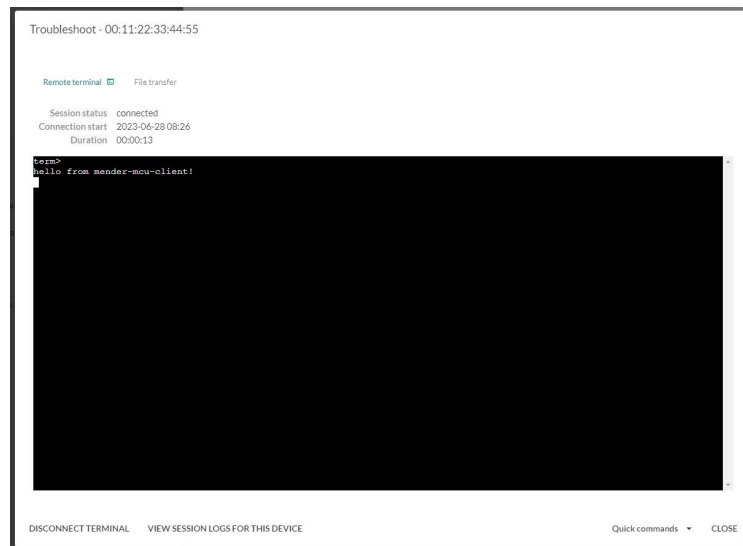 Troubleshoot - 00:11:22:33:44:55
Remote terminal File transfer
Session status connected
Connection start 2023-06-28 08:26
Duration 00:00:13
term>
hello from mender-mcu-client!
DISCONNECT TERMINAL VIEW SESSION LOGS FOR THIS DEVICE Quick commands CLOSE